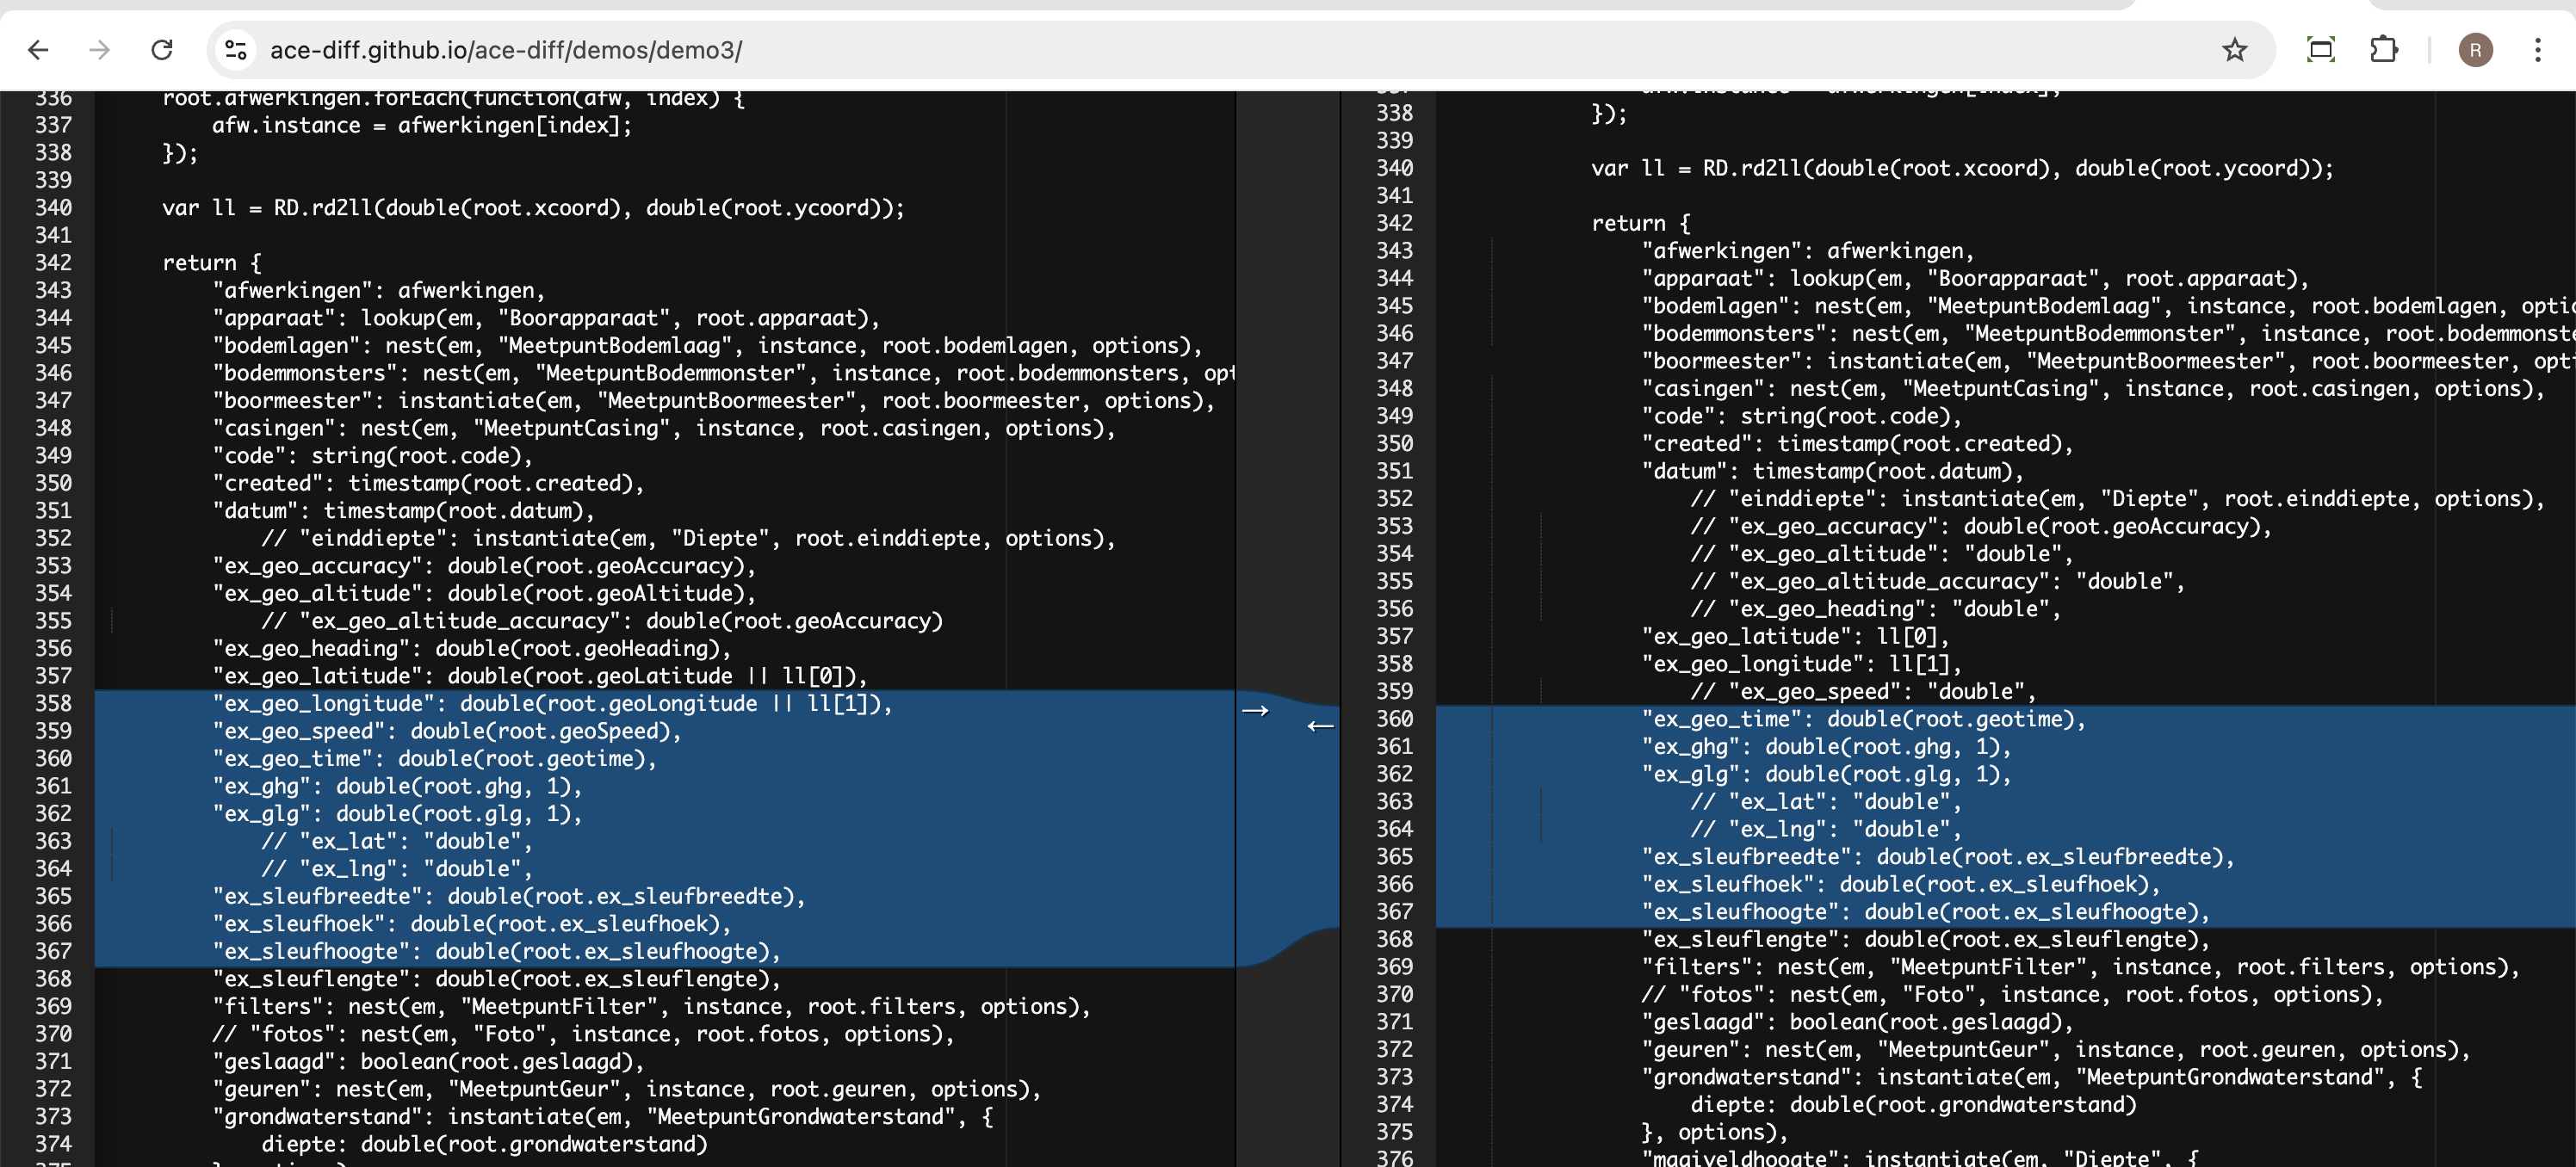 ace-diff.github.io/ace-diff/demos/demo3/
R
336 root.afwerkingen.forEach(function(afw, index) {
337 afw.instance = afwerkingen[index];
338 });
339
340 var ll = RD.rd2ll(double(root.xcoord), double(root.ycoord));
341
342 return {
343 "afwerkingen": afwerkingen,
344 "apparaat": lookup(em, "Boorapparaat", root.apparaat),
345 "bodemlagen": nest(em, "MeetpuntBodemlaag", instance, root.bodemlagen, options),
346 "bodemmonsters": nest(em, "MeetpuntBodemmonster", instance, root.bodemmonsters, opt
347 "boormeester": instantiate(em, "MeetpuntBoormeester", root.boormeester, options),
348 "casingen": nest(em, "MeetpuntCasing", instance, root.casingen, options),
349 "code": string(root.code),
350 "created": timestamp(root.created),
351 "datum": timestamp(root.datum),
352 // "einddiepte": instantiate(em, "Diepte", root.einddiepte, options),
353 "ex_geo_accuracy": double(root.geoAccuracy),
354 "ex_geo_altitude": double(root.geoAltitude),
355 // "ex_geo_altitude_accuracy": double(root.geoAccuracy)
356 "ex_geo_heading": double(root.geoHeading),
357 "ex_geo_latitude": double(root.geoLatitude || ll[0]),
358 "ex_geo_longitude": double(root.geoLongitude || ll[1]),
359 "ex_geo_speed": double(root.geoSpeed),
360 "ex_geo_time": double(root.geotime),
361 "ex_ghg": double(root.ghg, 1),
362 "ex_glg": double(root.glg, 1),
363 // "ex_lat": "double",
364 // "ex_lng": "double",
365 "ex_sleufbreedte": double(root.ex_sleufbreedte),
366 "ex_sleufhoek": double(root.ex_sleufhoek),
367 "ex_sleufhoogte": double(root.ex_sleufhoogte),
368 "ex_sleuflengte": double(root.ex_sleuflengte),
369 "filters": nest(em, "MeetpuntFilter", instance, root.filters, options),
370 // "fotos": nest(em, "Foto", instance, root.fotos, options),
371 "geslaagd": boolean(root.geslaagd),
372 "geuren": nest(em, "MeetpuntGeur", instance, root.geuren, options),
373 "grondwaterstand": instantiate(em, "MeetpuntGrondwaterstand", {
374 diepte: double(root.grondwaterstand)
→
←
338 });
339
340 var ll = RD.rd2ll(double(root.xcoord), double(root.ycoord));
341
342 return {
343 "afwerkingen": afwerkingen,
344 "apparaat": lookup(em, "Boorapparaat", root.apparaat),
345 "bodemlagen": nest(em, "MeetpuntBodemlaag", instance, root.bodemlagen, optio
346 "bodemmonsters": nest(em, "MeetpuntBodemmonster", instance, root.bodemmonste
347 "boormeester": instantiate(em, "MeetpuntBoormeester", root.boormeester, opti
348 "casingen": nest(em, "MeetpuntCasing", instance, root.casingen, options),
349 "code": string(root.code),
350 "created": timestamp(root.created),
351 "datum": timestamp(root.datum),
352 // "einddiepte": instantiate(em, "Diepte", root.einddiepte, options),
353 // "ex_geo_accuracy": double(root.geoAccuracy),
354 // "ex_geo_altitude": "double",
355 // "ex_geo_altitude_accuracy": "double",
356 // "ex_geo_heading": "double",
357 "ex_geo_latitude": ll[0],
358 "ex_geo_longitude": ll[1],
359 // "ex_geo_speed": "double",
360 "ex_geo_time": double(root.geotime),
361 "ex_ghg": double(root.ghg, 1),
362 "ex_glg": double(root.glg, 1),
363 // "ex_lat": "double",
364 // "ex_lng": "double",
365 "ex_sleufbreedte": double(root.ex_sleufbreedte),
366 "ex_sleufhoek": double(root.ex_sleufhoek),
367 "ex_sleufhoogte": double(root.ex_sleufhoogte),
368 "ex_sleuflengte": double(root.ex_sleuflengte),
369 "filters": nest(em, "MeetpuntFilter", instance, root.filters, options),
370 // "fotos": nest(em, "Foto", instance, root.fotos, options),
371 "geslaagd": boolean(root.geslaagd),
372 "geuren": nest(em, "MeetpuntGeur", instance, root.geuren, options),
373 "grondwaterstand": instantiate(em, "MeetpuntGrondwaterstand", {
374 diepte: double(root.grondwaterstand)
375 }, options),
376 "maaiveldhoogte": instantiate(em, "Diepte", {